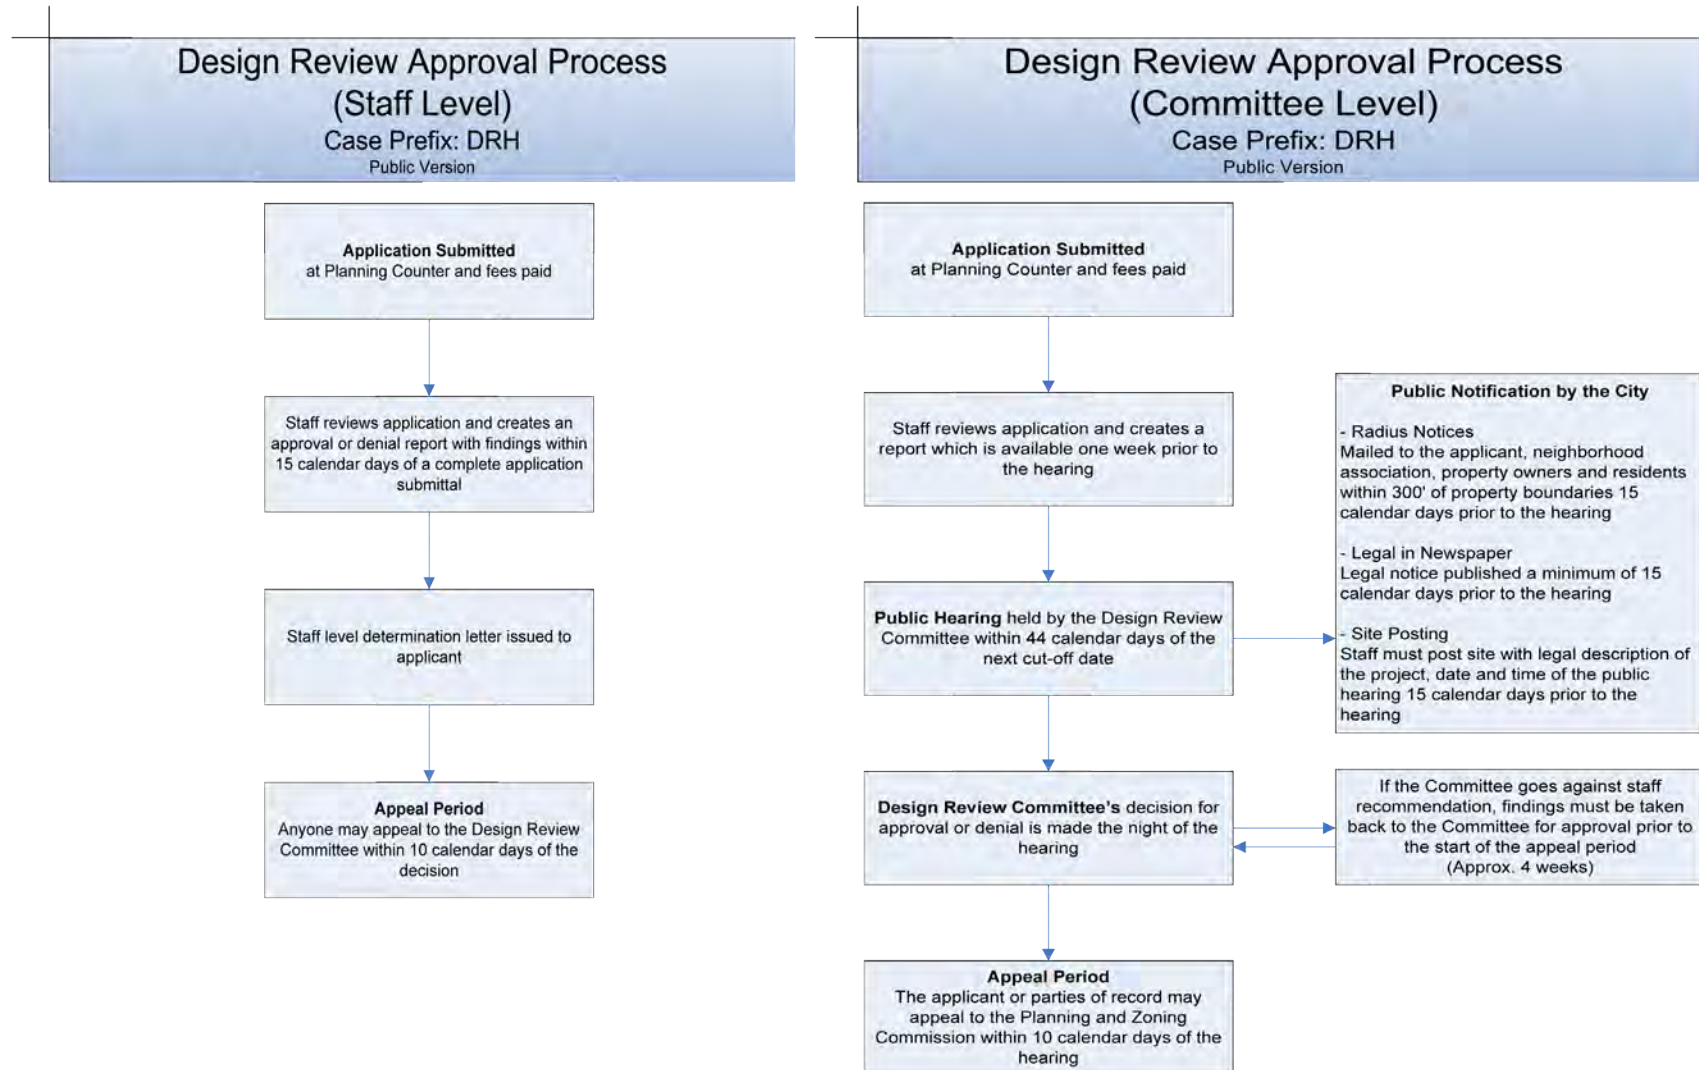 Design Review Approval Process
(Staff Level)
Case Prefix: DRH
Public Version
Application Submitted
at Planning Counter and fees paid
Staff reviews application and creates an
approval or denial report with findings within
15 calendar days of a complete application
submittal
Staff level determination letter issued to
applicant
Appeal Period
Anyone may appeal to the Design Review
Committee within 10 calendar days of the
decision
Design Review Approval Process
(Committee Level)
Case Prefix: DRH
Public Version
Application Submitted
at Planning Counter and fees paid
Staff reviews application and creates a
report which is available one week prior to
the hearing
Public Hearing held by the Design Review
Committee within 44 calendar days of the
next cut-off date
Public Notification by the City
- Radius Notices
Mailed to the applicant, neighborhood
association, property owners and residents
within 300' of property boundaries 15
calendar days prior to the hearing
- Legal in Newspaper
Legal notice published a minimum of 15
calendar days prior to the hearing
- Site Posting
Staff must post site with legal description of
the project, date and time of the public
hearing 15 calendar days prior to the
hearing
Design Review Committee's decision for
approval or denial is made the night of the
hearing
If the Committee goes against staff
recommendation, findings must be taken
back to the Committee for approval prior to
the start of the appeal period
(Approx. 4 weeks)
Appeal Period
The applicant or parties of record may
appeal to the Planning and Zoning
Commission within 10 calendar days of the
hearing